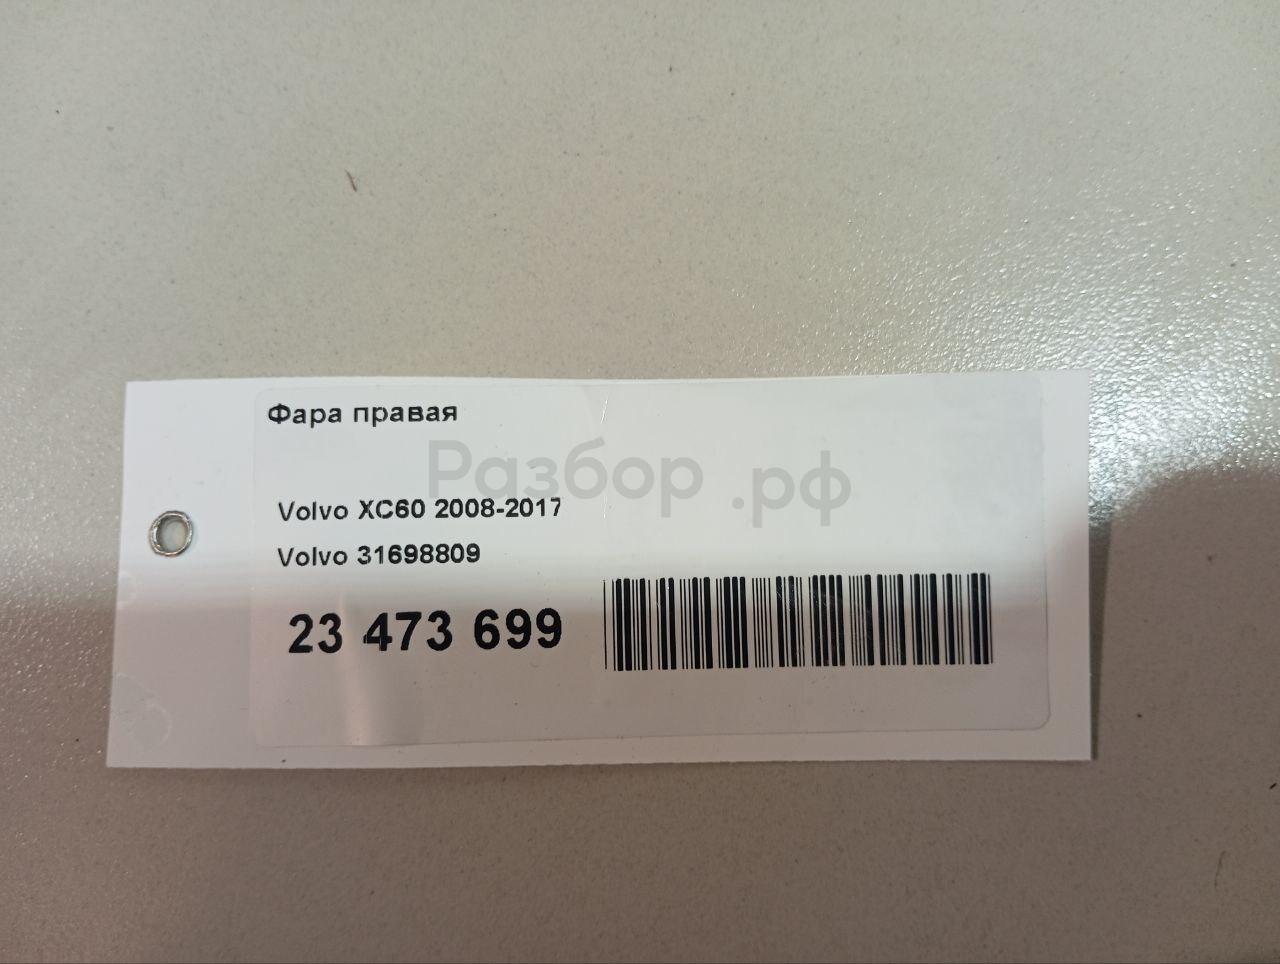 Фара правая
Разбор.рф
Volvo XC60 2008-2017
Volvo 31698809
23 473 699